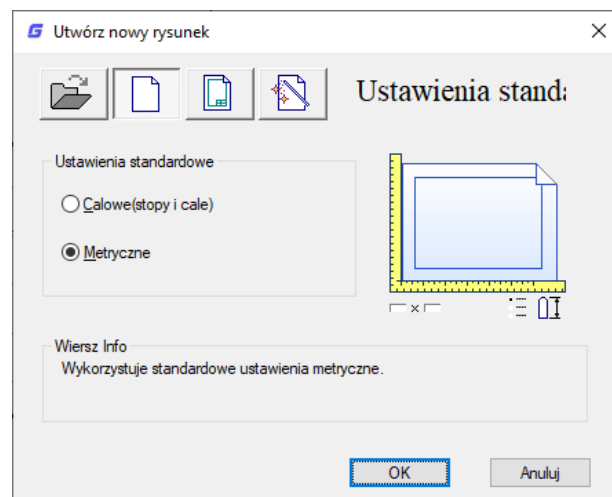 Utwórz nowy rysunek
Ustawienia standa
Ustawienia standardowe
Calowe(stopy i cale)
Metryczne
Wiersz Info
Wykorzystuje standardowe ustawienia metryczne.
OK
Anuluj